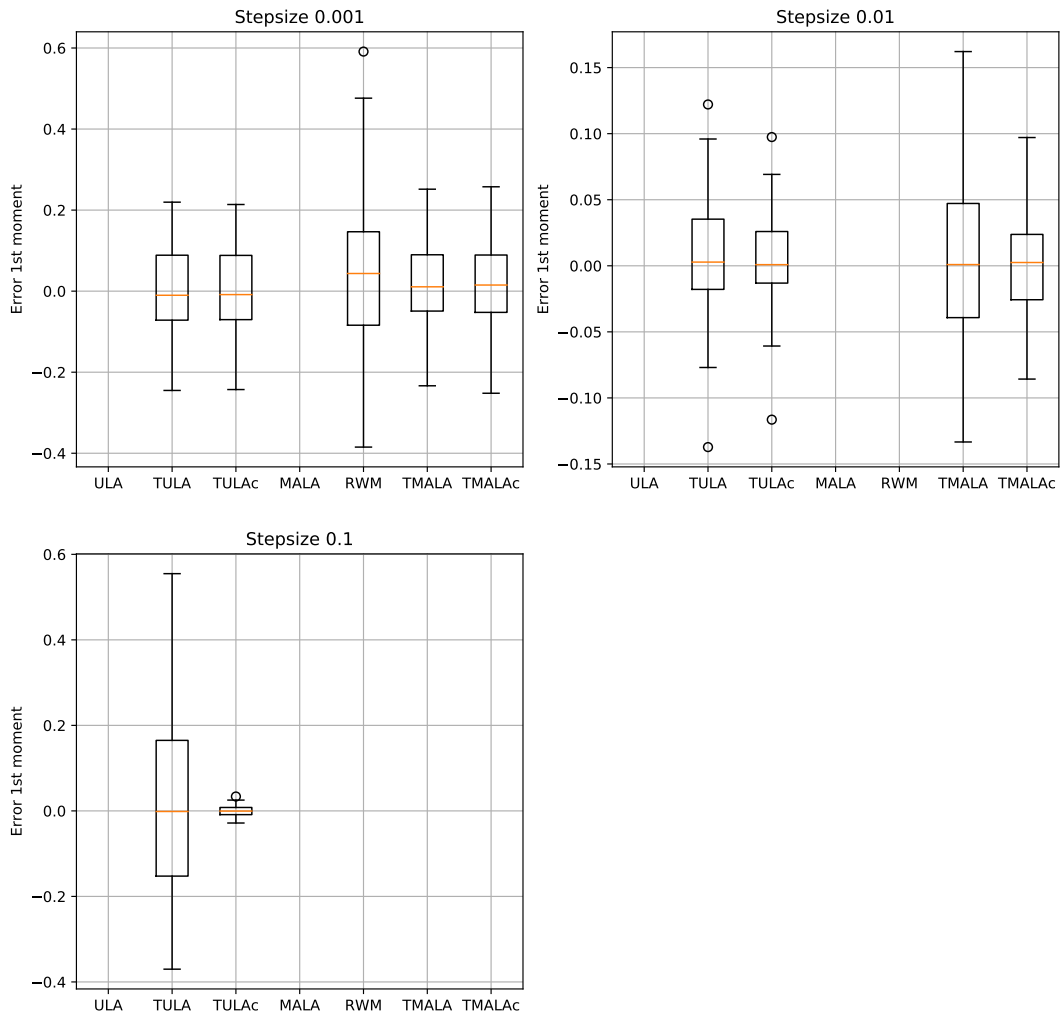 Stepsize 0.001
Error 1st moment
0.6
0.4
0.2
0.0
−0.2
−0.4
ULA TULA TULAc MALA RWM TMALA TMALAc
Stepsize 0.01
Error 1st moment
0.15
0.10
0.05
0.00
−0.05
−0.10
−0.15
ULA TULA TULAc MALA RWM TMALA TMALAc
Stepsize 0.1
Error 1st moment
0.6
0.4
0.2
0.0
−0.2
−0.4
ULA TULA TULAc MALA RWM TMALA TMALAc